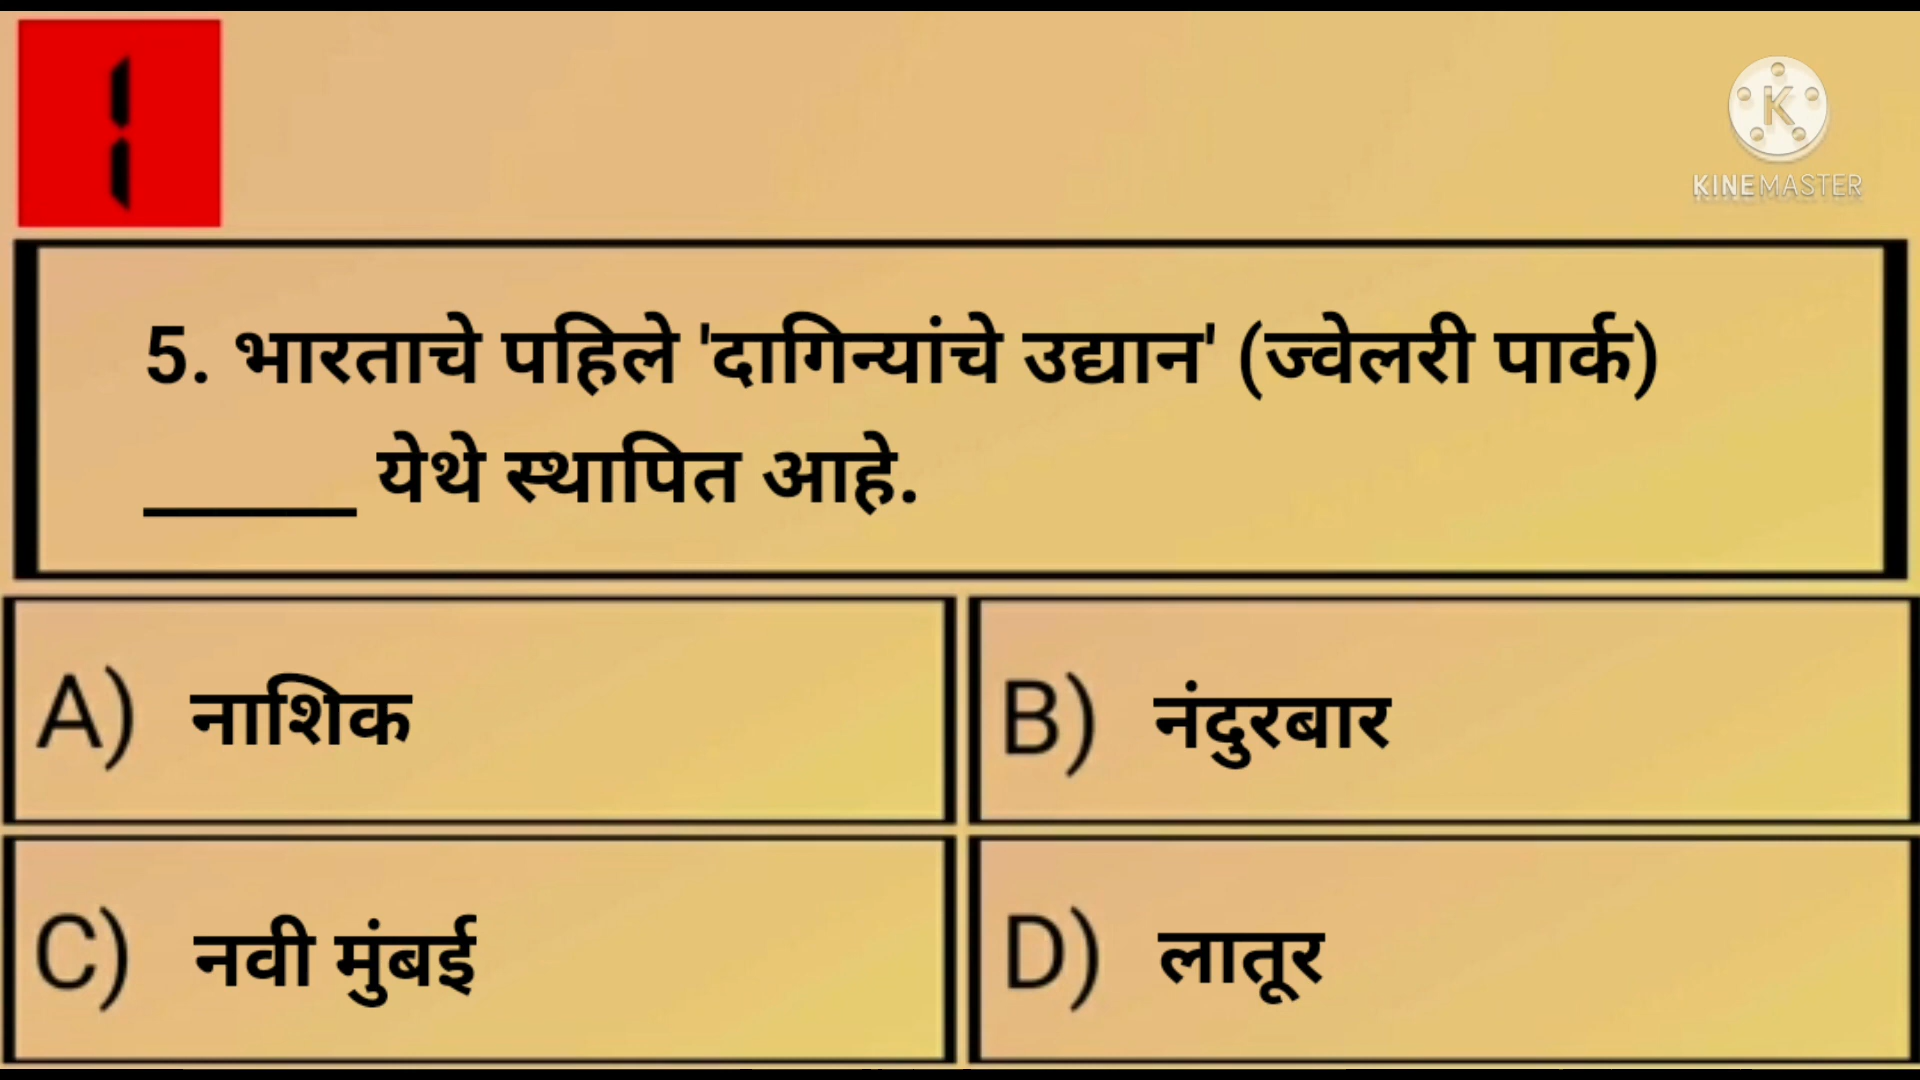 1
KINEMASTER
5. भारताचे पहिले 'दागिन्यांचे उद्यान' (ज्वेलरी पार्क)
______ येथे स्थापित आहे.
A) नाशिक
B) नंदुरबार
C) नवी मुंबई
D) लातूर